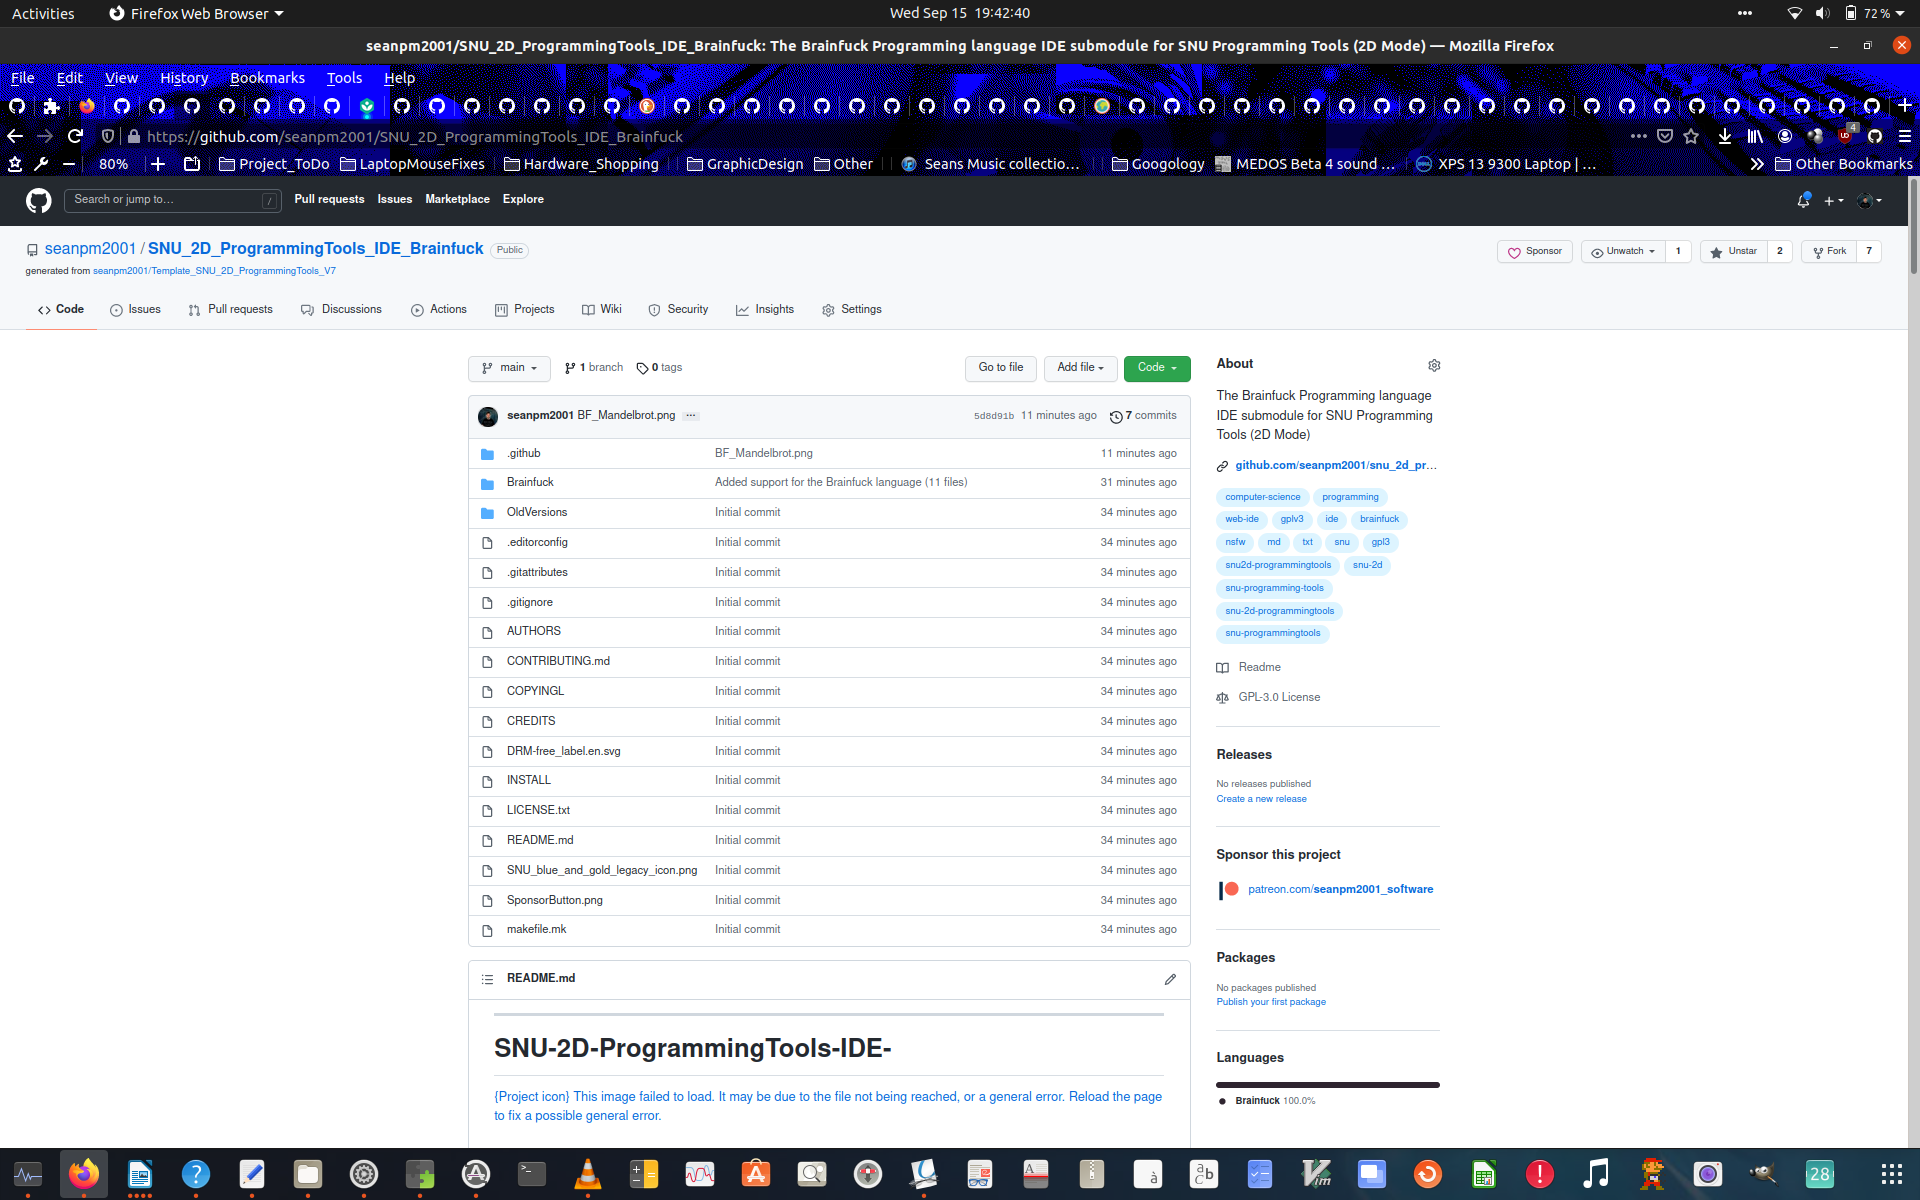 Activities
Firefox Web Browser
Wed Sep 15 19:42:40
72 %
seanpm2001/SNU_2D_ProgrammingTools_IDE_Brainfuck: The Brainfuck Programming language IDE submodule for SNU Programming Tools (2D Mode) — Mozilla Firefox
File Edit View History Bookmarks Tools Help
https://github.com/seanpm2001/SNU_2D_ProgrammingTools_IDE_Brainfuck
4
80%
Project_ToDo
LaptopMouseFixes
Hardware_Shopping
GraphicDesign
Other
Seans Music collectio…
Googology
MEDOS Beta 4 sound …
XPS 13 9300 Laptop | …
Other Bookmarks
Search or jump to…
/
Pull requests Issues Marketplace Explore
seanpm2001 / SNU_2D_ProgrammingTools_IDE_Brainfuck Public
generated from seanpm2001/Template_SNU_2D_ProgrammingTools_V7
Sponsor
Unwatch 1
Unstar 2
Fork 7
Code
Issues
Pull requests
Discussions
Actions
Projects
Wiki
Security
Insights
Settings
main
1 branch
0 tags
Go to file
Add file
Code
seanpm2001 BF_Mandelbrot.png ... 5d8d91b 11 minutes ago 7 commits
.github BF_Mandelbrot.png 11 minutes ago
Brainfuck Added support for the Brainfuck language (11 files) 31 minutes ago
OldVersions Initial commit 34 minutes ago
.editorconfig Initial commit 34 minutes ago
.gitattributes Initial commit 34 minutes ago
.gitignore Initial commit 34 minutes ago
AUTHORS Initial commit 34 minutes ago
CONTRIBUTING.md Initial commit 34 minutes ago
COPYINGL Initial commit 34 minutes ago
CREDITS Initial commit 34 minutes ago
DRM-free_label.en.svg Initial commit 34 minutes ago
INSTALL Initial commit 34 minutes ago
LICENSE.txt Initial commit 34 minutes ago
README.md Initial commit 34 minutes ago
SNU_blue_and_gold_legacy_icon.png Initial commit 34 minutes ago
SponsorButton.png Initial commit 34 minutes ago
makefile.mk Initial commit 34 minutes ago
README.md
SNU-2D-ProgrammingTools-IDE-
{Project icon} This image failed to load. It may be due to the file not being reached, or a general error. Reload the page
to fix a possible general error.
About
The Brainfuck Programming language
IDE submodule for SNU Programming
Tools (2D Mode)
github.com/seanpm2001/snu_2d_pr…
computer-science programming
web-ide gplv3 ide brainfuck
nsfw md txt snu gpl3
snu2d-programmingtools snu-2d
snu-programming-tools
snu-2d-programmingtools
snu-programmingtools
Readme
GPL-3.0 License
Releases
No releases published
Create a new release
Sponsor this project
patreon.com/seanpm2001_software
Packages
No packages published
Publish your first package
Languages
Brainfuck 100.0%
28